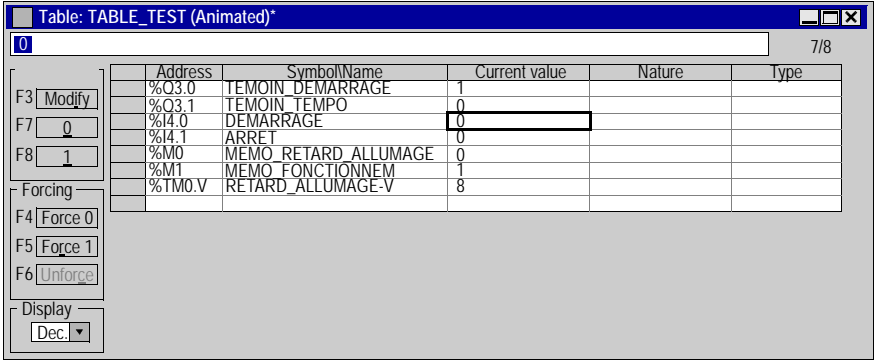 Table: TABLE_TEST (Animated)*
0
7/8
Address Symbol\Name Current value Nature Type
%Q3.0 TEMOIN_DEMARRAGE 1
%Q3.1 TEMOIN_TEMPO 0
%I4.0 DEMARRAGE 0
%I4.1 ARRET 0
%M0 MEMO_RETARD_ALLUMAGE 0
%M1 MEMO_FONCTIONNEM 1
%TM0.V RETARD_ALLUMAGE-V 8
F3 Modify
F7 0
F8 1
Forcing
F4 Force 0
F5 Force 1
F6 Unforce
Display
Dec.